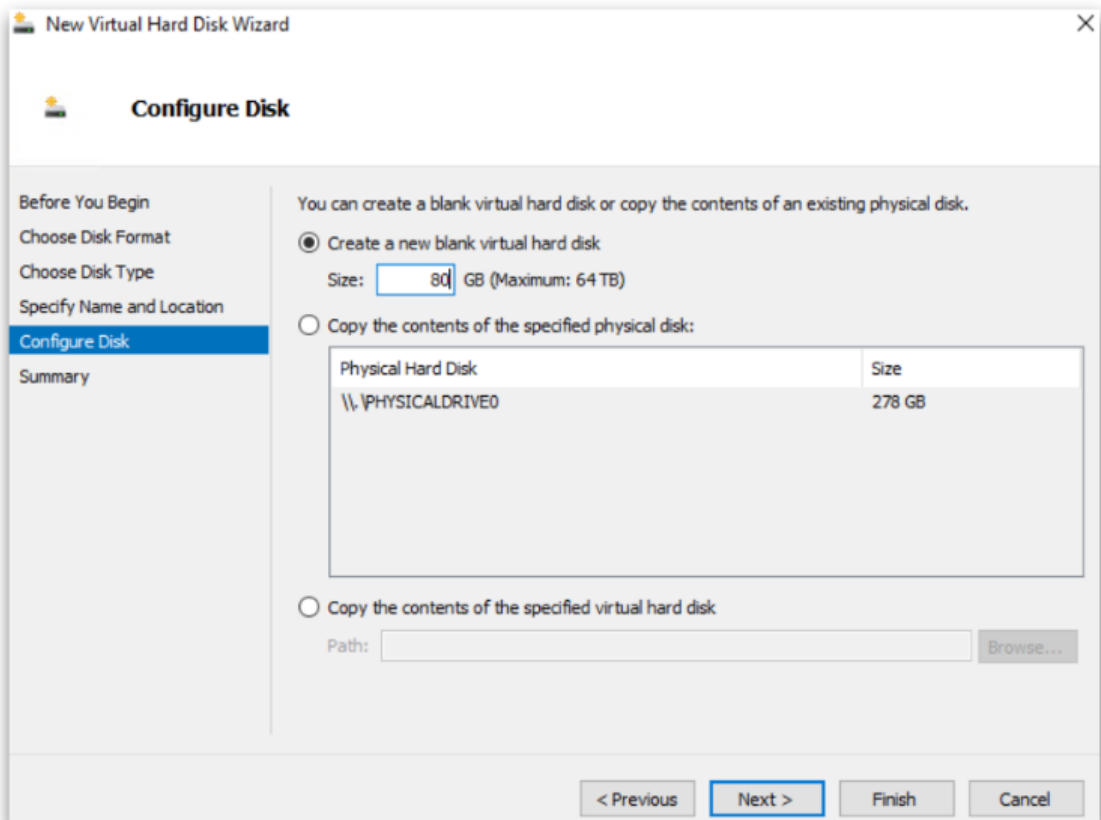 New Virtual Hard Disk Wizard
Configure Disk
Before You Begin
Choose Disk Format
Choose Disk Type
Specify Name and Location
Configure Disk
Summary
You can create a blank virtual hard disk or copy the contents of an existing physical disk.
Create a new blank virtual hard disk
Size: 80 GB (Maximum: 64 TB)
Copy the contents of the specified physical disk:
Physical Hard Disk Size
\\.\PHYSICALDRIVE0 278 GB
Copy the contents of the specified virtual hard disk
Path: Browse...
< Previous Next > Finish Cancel